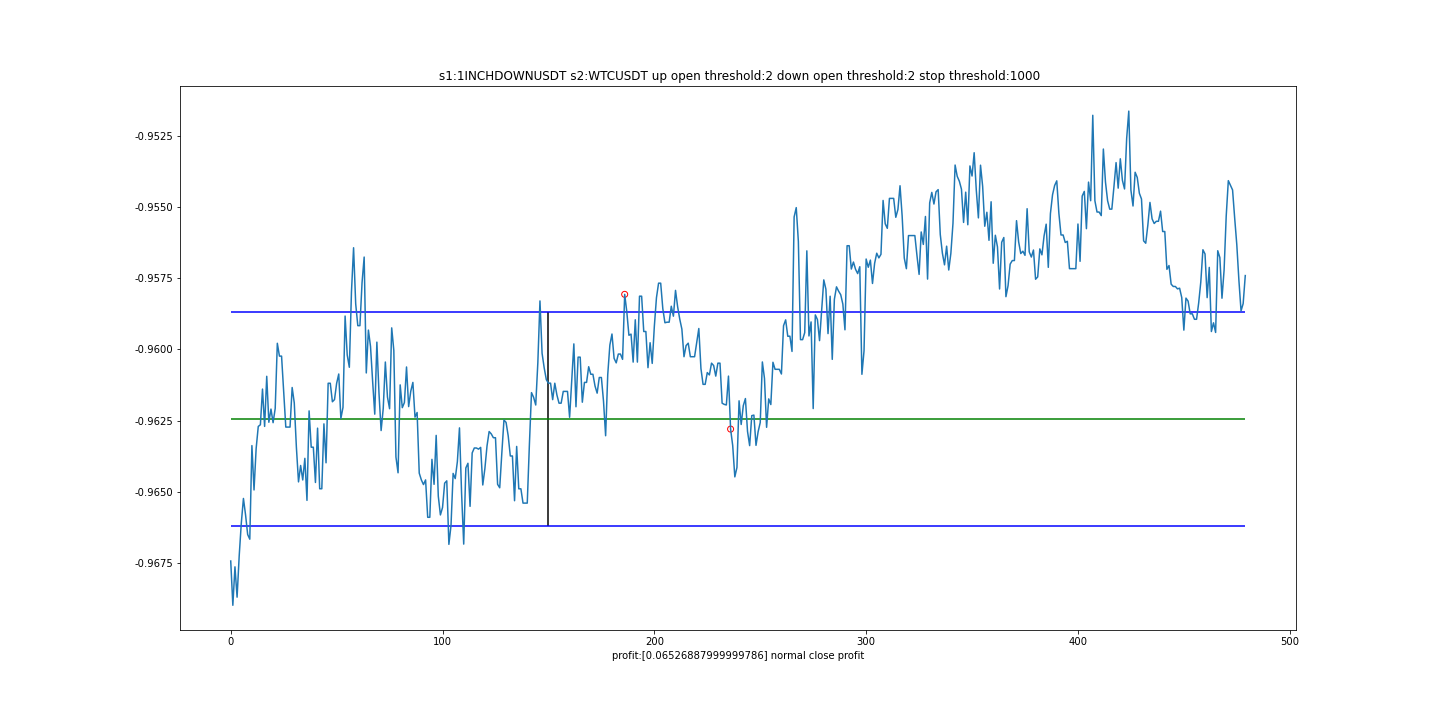 s1:1INCHDOWNUSDT s2:WTCUSDT up open threshold:2 down open threshold:2 stop threshold:1000
-0.9525
-0.9550
-0.9575
-0.9600
-0.9625
-0.9650
-0.9675
0 100 200 300 400 500
profit:[0.06526887999999786] normal close profit